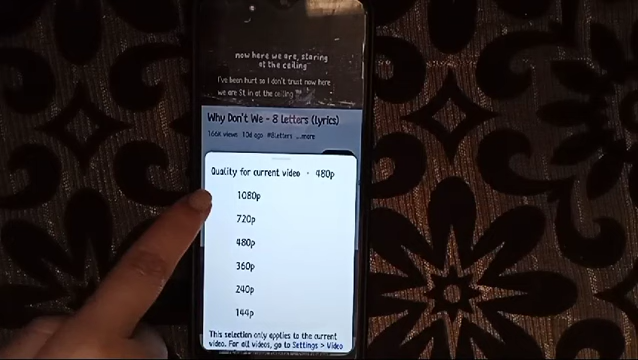 now here we are, staring
at the ceiling
I've been hurt so I don't trust now here
we are St in at the ceiling
Why Don't We - 8 Letters (lyrics)
166K views 10d ago #8letters ...more
Quality for current video • 480p
1080p
720p
480p
360p
240p
144p
This selection only applies to the current
video. For all videos, go to Settings > Video